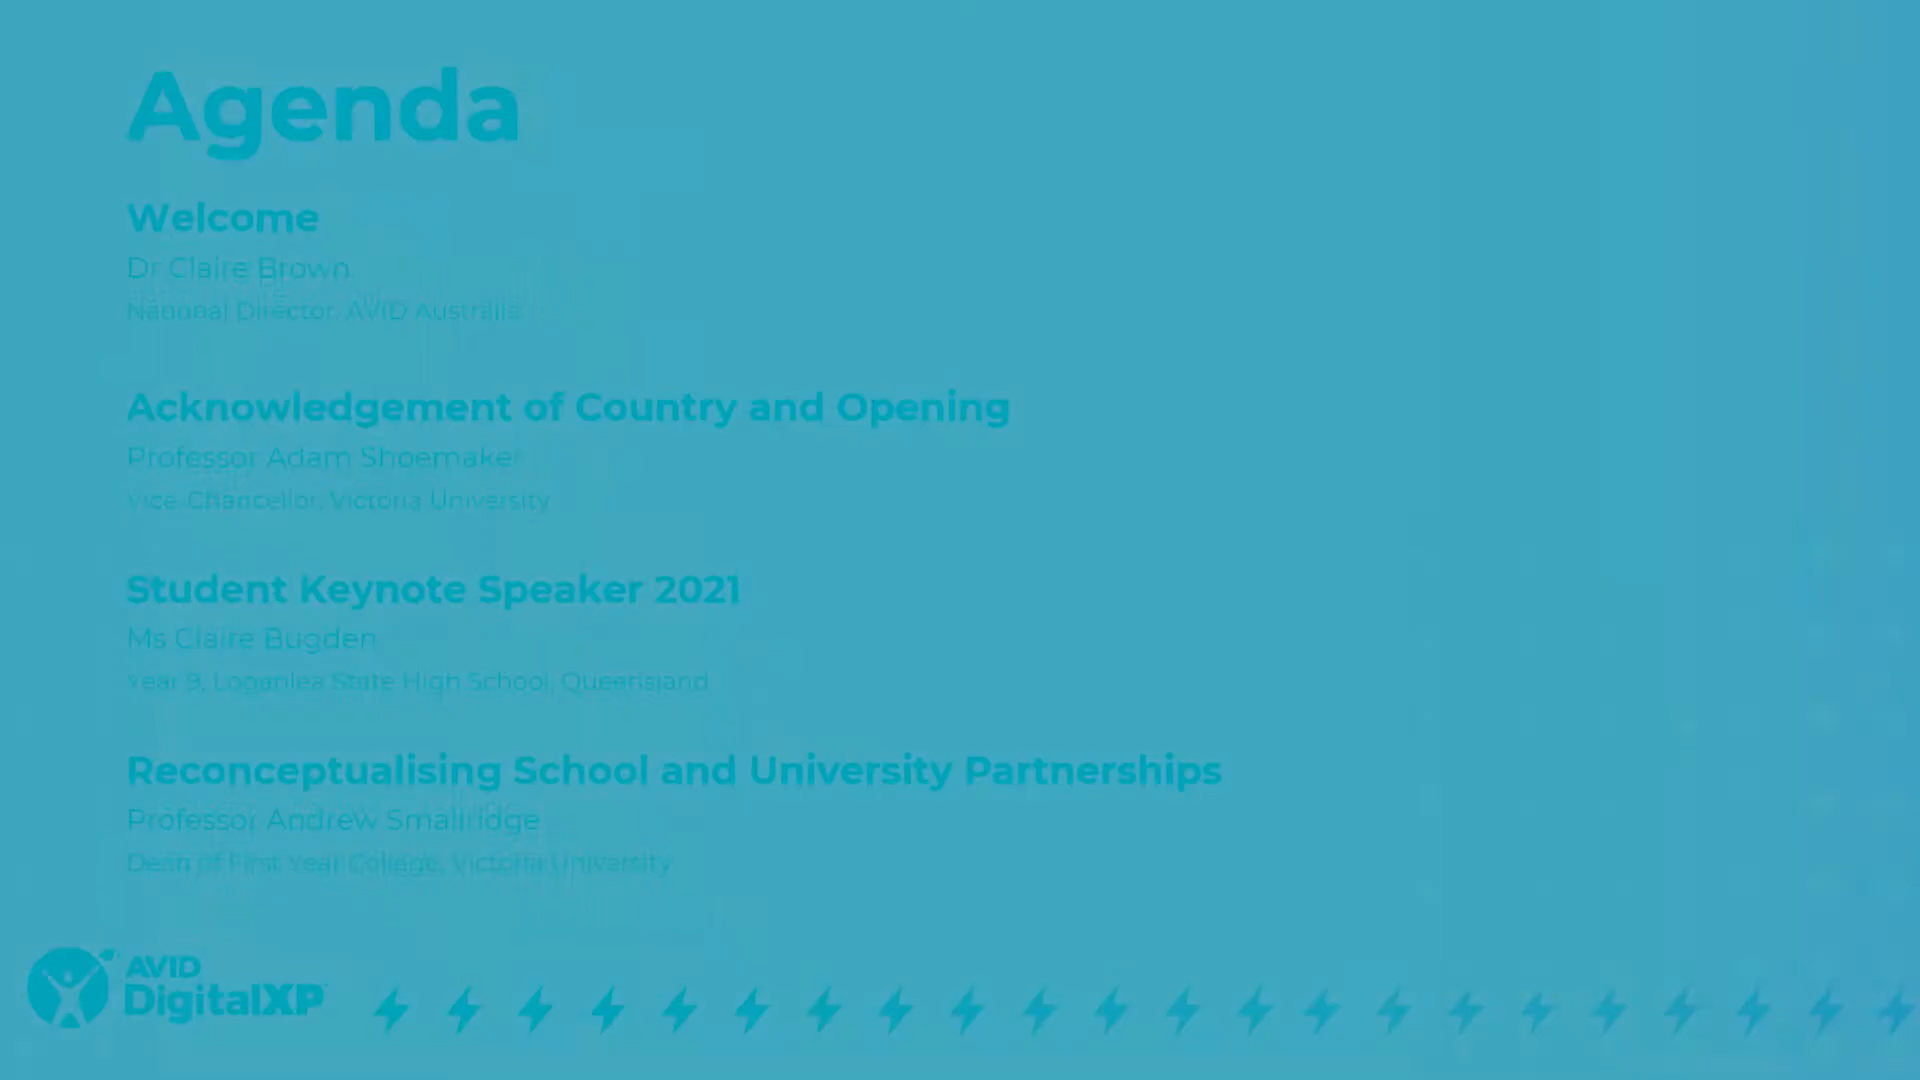 Agenda
Welcome
Dr Claire Brown
National Director, AVID Australia
Acknowledgement of Country and Opening
Professor Adam Shoemaker
Vice-Chancellor, Victoria University
Student Keynote Speaker 2021
Ms Claire Bugden
Year 9, Loganlea State High School, Queensland
Reconceptualising School and University Partnerships
Professor Andrew Smallridge
Dean of First Year College, Victoria University
AVID
DigitalXP